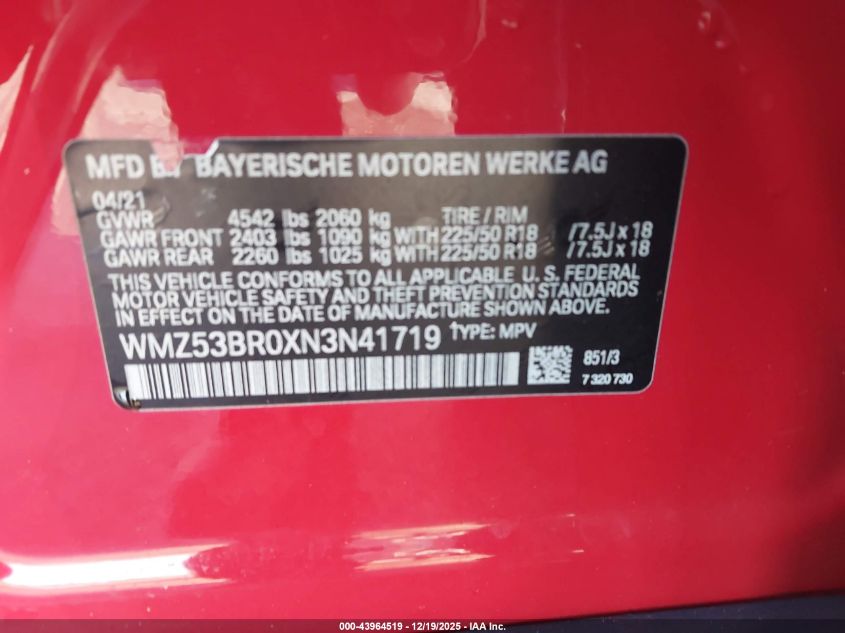 MFD BY BAYERISCHE MOTOREN WERKE AG
04/21
GVWR 4542 lbs 2060 kg TIRE / RIM
GAWR FRONT 2403 lbs 1090 kg WITH 225/50 R18 /7.5J x 18
GAWR REAR 2260 lbs 1025 kg WITH 225/50 R18 /7.5J x 18
THIS VEHICLE CONFORMS TO ALL APPLICABLE U. S. FEDERAL
MOTOR VEHICLE SAFETY AND THEFT PREVENTION STANDARDS
IN EFFECT ON THE DATE OF MANUFACTURE SHOWN ABOVE.
WMZ53BR0XN3N41719 ↑TYPE: MPV
851/3
7 320 730
000-43964519 - 12/19/2025 - IAA Inc.